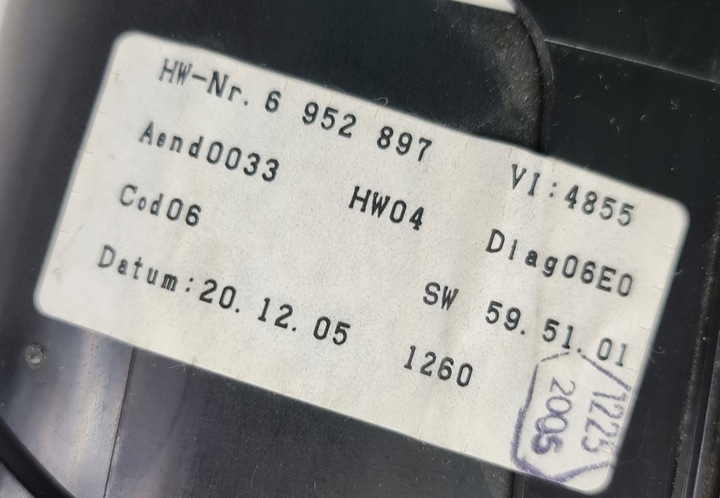 HW-Nr. 6 952 897 VI:4855
Aend0033 HW04 Diag06E0
Cod06 SW 59.51.01
Datum:20.12.05 1260
/1225
2005